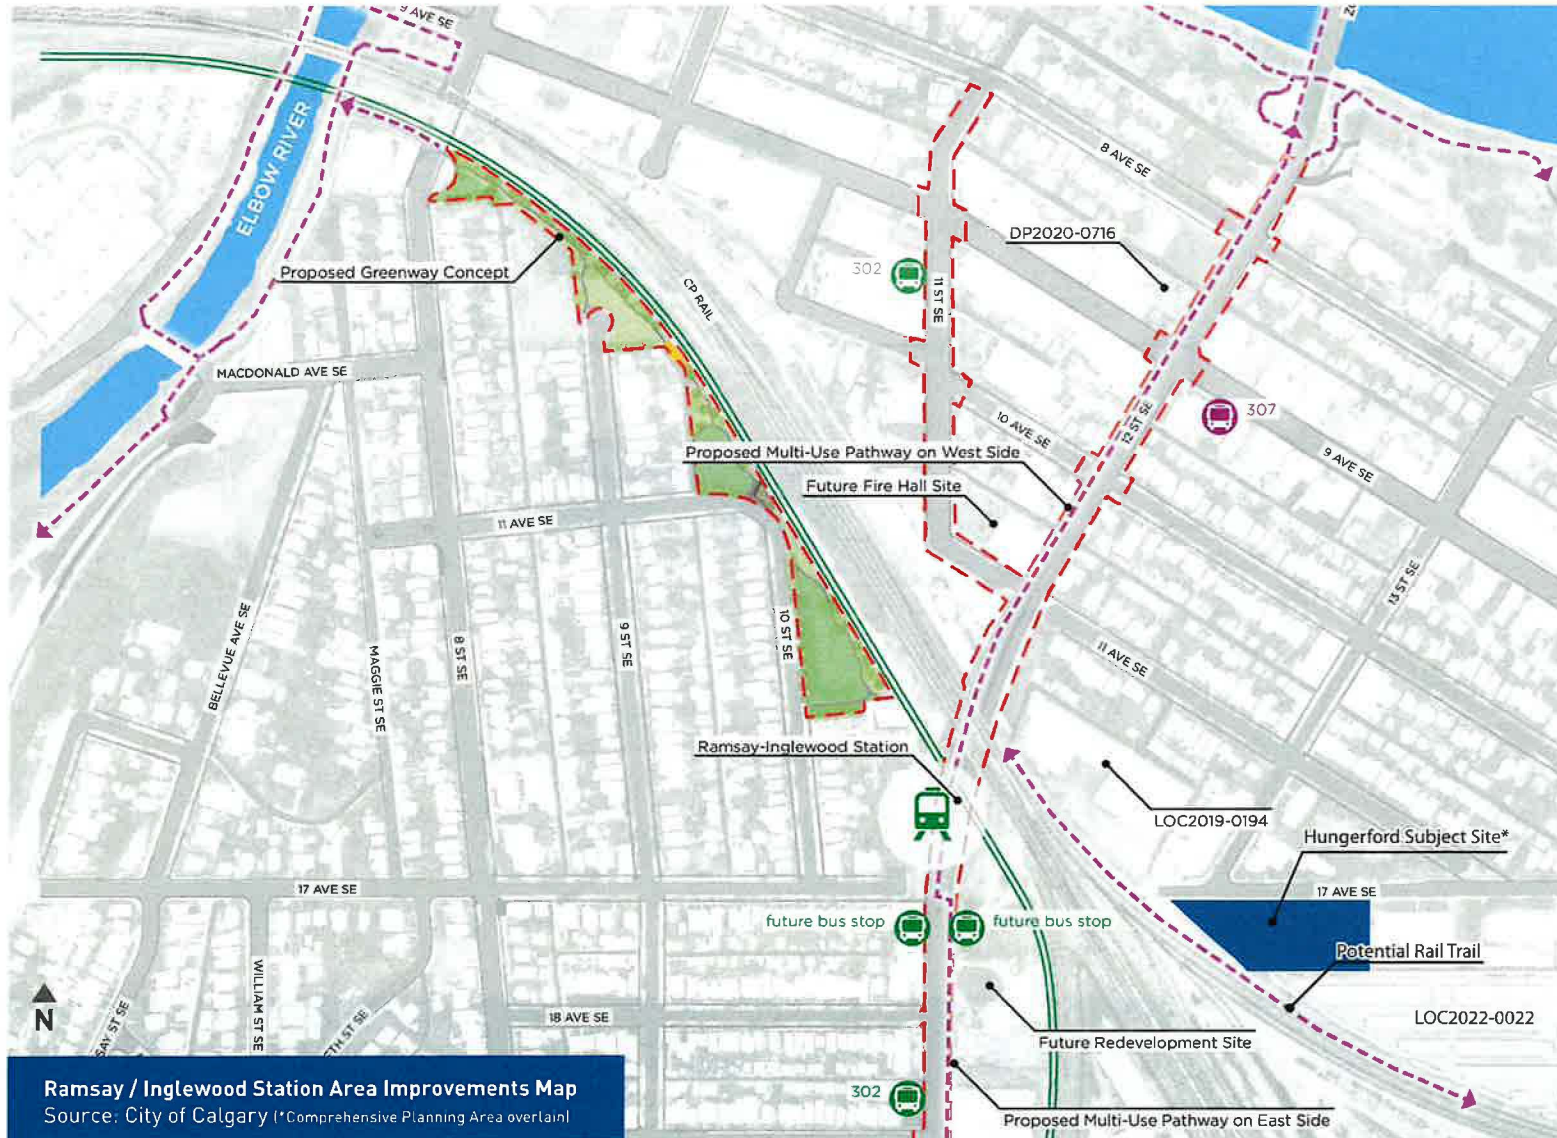 9 AVE SE
ELBOW RIVER
8 AVE SE
DP2020-0716
Proposed Greenway Concept
302
11 ST SE
CP RAIL
MACDONALD AVE SE
307
12 ST SE
10 AVE SE
9 AVE SE
Proposed Multi-Use Pathway on West Side
Future Fire Hall Site
11 AVE SE
13 ST SE
BELLEVUE AVE SE
MAGGIE ST SE
8 ST SE
9 ST SE
10 ST SE
11 AVE SE
Ramsay-Inglewood Station
LOC2019-0194
Hungerford Subject Site*
17 AVE SE
17 AVE SE
future bus stop
future bus stop
Potential Rail Trail
WILLIAM ST SE
N
18 AVE SE
LOC2022-0022
Future Redevelopment Site
302
Proposed Multi-Use Pathway on East Side
Ramsay / Inglewood Station Area Improvements Map
Source: City of Calgary (*Comprehensive Planning Area overlain)